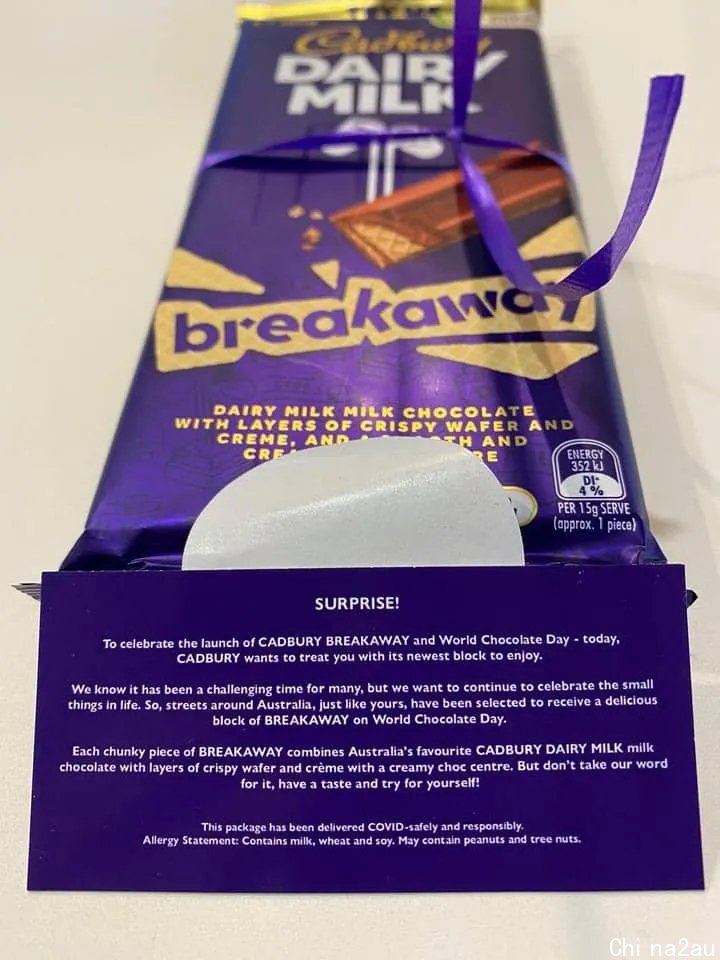 Cadbury
DAIRY
MILK
breakaway
DAIRY MILK MILK CHOCOLATE
WITH LAYERS OF CRISPY WAFER AND
CREME, AND A SMOOTH AND
ENERGY
352 kJ
DI*
4%
PER 15g SERVE
(approx. 1 piece)
SURPRISE!
To celebrate the launch of CADBURY BREAKAWAY and World Chocolate Day - today,
CADBURY wants to treat you with its newest block to enjoy.
We know it has been a challenging time for many, but we want to continue to celebrate the small
things in life. So, streets around Australia, just like yours, have been selected to receive a delicious
block of BREAKAWAY on World Chocolate Day.
Each chunky piece of BREAKAWAY combines Australia's favourite CADBURY DAIRY MILK milk
chocolate with layers of crispy wafer and crème with a creamy choc centre. But don't take our word
for it, have a taste and try for yourself!
This package has been delivered COVID-safely and responsibly.
Allergy Statement: Contains milk, wheat and soy. May contain peanuts and tree nuts.
Chi na2au